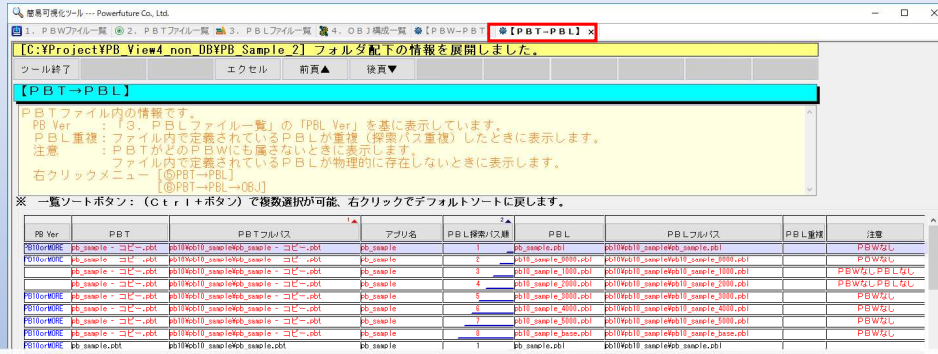 簡易可視化ツール --- Powerfuture Co., Ltd.
1. PBWファイル一覧 2. PBTファイル一覧 3. PBLファイル一覧 4. OBJ構成一覧 【PBW→PBT 【PBT→PBL】 x
[C:¥Project¥PB_View4_non_DB¥PB_Sample_2] フォルダ配下の情報を展開しました。
ツール終了 エクセル 前頁▲ 後頁▼
【PBT→PBL】
PBTファイル内の情報です。
PB Ver : 「3. PBLファイル一覧」の「PBL Ver」を基に表示しています。
PBL重複:ファイル内で定義されているPBLが重複(探索パス重複)したときに表示します。
注意 :PBTがどのPBWにも属さないときに表示します。
ファイル内で定義されているPBLが物理的に存在しないときに表示します。
右クリックメニュー [⑤PBT→PBL]
[⑥PBT→PBL→OBJ]
※ 一覧ソートボタン:(Ctrl+ボタン)で複数選択が可能、右クリックでデフォルトソートに戻します。
1▲ 2▲
PB Ver PBT PBTフルパス アプリ名 PBL探索パス順 PBL PBLフルパス PBL重複 注意
PB10orMORE pb_sample - コピー.pbt pb10¥pb10_sample¥pb_sample - コピー.pbt pb_sample 1 pb_sample.pbl pb10¥pb10_sample¥pb_sample.pbl PBWなし
PB10orMORE pb_sample - コピー.pbt pb10¥pb10_sample¥pb_sample - コピー.pbt pb_sample 2 pb10_sample_0000.pbl pb10¥pb10_sample¥pb10_sample_0000.pbl PBWなし
pb_sample - コピー.pbt pb10¥pb10_sample¥pb_sample - コピー.pbt pb_sample 3 pb10_sample_1000.pbl pb10¥pb10_sample¥pb10_sample_1000.pbl PBWなしPBLなし
pb_sample - コピー.pbt pb10¥pb10_sample¥pb_sample - コピー.pbt pb_sample 4 pb10_sample_2000.pbl pb10¥pb10_sample¥pb10_sample_2000.pbl PBWなしPBLなし
PB10orMORE pb_sample - コピー.pbt pb10¥pb10_sample¥pb_sample - コピー.pbt pb_sample 5 pb10_sample_3000.pbl pb10¥pb10_sample¥pb10_sample_3000.pbl PBWなし
PB10orMORE pb_sample - コピー.pbt pb10¥pb10_sample¥pb_sample - コピー.pbt pb_sample 6 pb10_sample_4000.pbl pb10¥pb10_sample¥pb10_sample_4000.pbl PBWなし
PB10orMORE pb_sample - コピー.pbt pb10¥pb10_sample¥pb_sample - コピー.pbt pb_sample 7 pb10_sample_5000.pbl pb10¥pb10_sample¥pb10_sample_5000.pbl PBWなし
PB10orMORE pb_sample - コピー.pbt pb10¥pb10_sample¥pb_sample - コピー.pbt pb_sample 8 pb10_sample_base.pbl pb10¥pb10_sample¥pb10_sample_base.pbl PBWなし
PB10orMORE pb_sample.pbt pb10¥pb10_sample¥pb_sample.pbt pb_sample 1 pb_sample.pbl pb10¥pb10_sample¥pb_sample.pbl